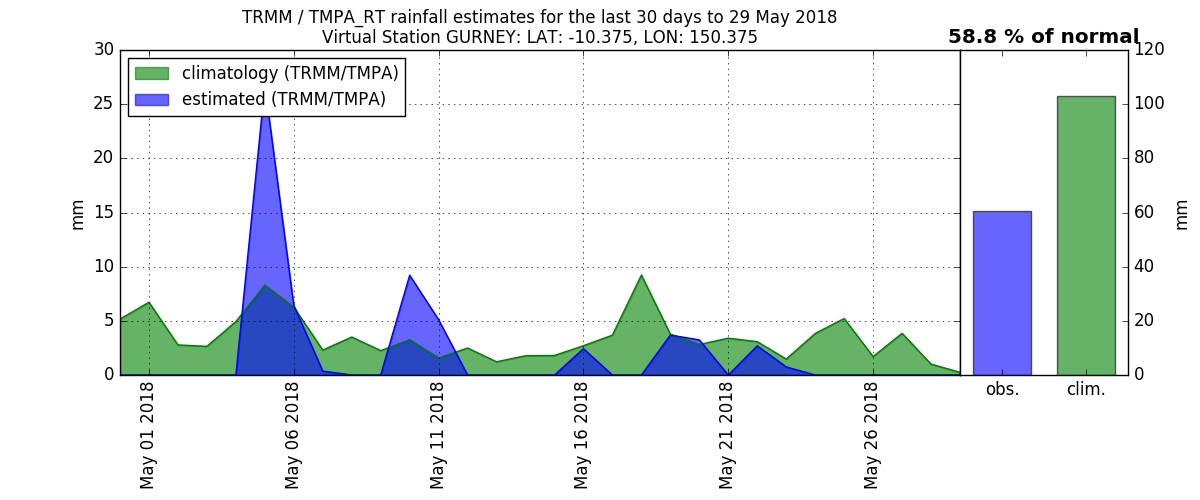 TRMM / TMPA_RT rainfall estimates for the last 30 days to 29 May 2018
Virtual Station GURNEY: LAT: -10.375, LON: 150.375
58.8 % of normal
climatology (TRMM/TMPA)
estimated (TRMM/TMPA)
mm
30
25
20
15
10
5
0
May 01 2018
May 06 2018
May 11 2018
May 16 2018
May 21 2018
May 26 2018
obs.
clim.
120
100
80
60
40
20
0
mm